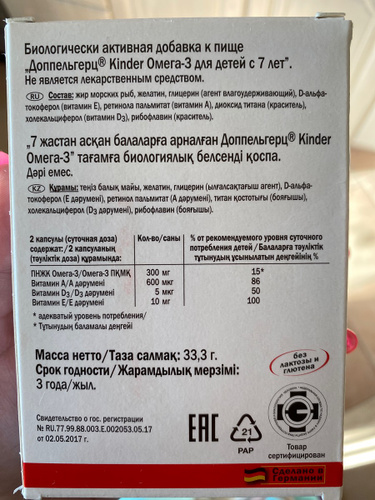 Биологически активная добавка к пище
„Доппельгерц® Kinder Омега-3 для детей с 7 лет".
Не является лекарственным средством.
RU Состав: жир морских рыб, желатин, глицерин (агент влагоудерживающий), D-альфа-
токоферол (витамин Е), ретинола пальмитат (витамин А), диоксид титана (краситель),
холекальциферол (витамин D₃), рибофлавин (краситель).
„7 жастан асқан балаларға арналған Доппельгерц® Kinder
Омега-3" тағамға биологиялық белсенді қоспа.
Дәрі емес.
KZ Құрамы: теңіз балық майы, желатин, глицерин (ылғалсақтағыш агент), D-альфа-
токоферол (Е дәрумені), ретинол пальмитат (А дәрумені), титан қостотығы (бояғыш),
холекальциферол (D₃ дәрумені), рибофлавин (бояғышы).
2 капсулы (суточная доза) содержат:/2 капсуланың (тәуліктік доза) құрамында:
Кол-во/саны
% от рекомендуемого уровня суточного потребления детей/Балаларға тәуліктік тұтынудың ұсынылатын деңгейінің %
ПНЖК Омега-3/Омега-3 ПҚМҚ 300 мг 15*
Витамин А/А дәрумені 600 мкг 86
Витамин D₃/D₃ дәрумені 5 мкг 50
Витамин Е/Е дәрумені 10 мг 100
* адекватный уровень потребления/
* Тұтынудың баламалы деңгейі
Масса нетто/Таза салмақ: 33,3 г.
Срок годности/Жарамдылық мерзімі:
3 года/жыл.
без лактозы и глютена
Свидетельство о гос. регистрации
№ RU.77.99.88.003.Е.002053.05.17
от 02.05.2017 г.
EAC
21
PAP
Товар
сертифицирован
Сделано в
Германии